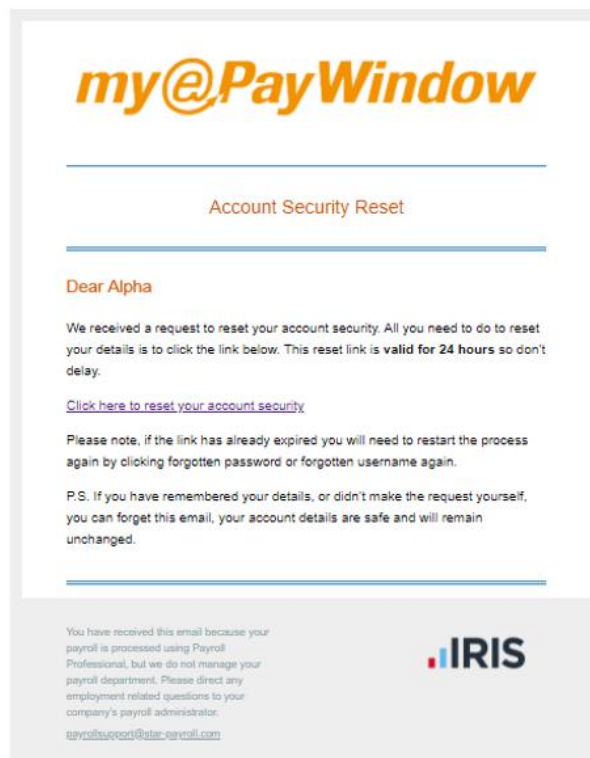 my@PayWindow
Account Security Reset
Dear Alpha
We received a request to reset your account security. All you need to do to reset
your details is to click the link below. This reset link is valid for 24 hours so don't
delay.
Click here to reset your account security
Please note, if the link has already expired you will need to restart the process
again by clicking forgotten password or forgotten username again.
P.S. If you have remembered your details, or didn't make the request yourself,
you can forget this email, your account details are safe and will remain
unchanged.
You have received this email because your
payroll is processed using Payroll
Professional, but we do not manage your
payroll department. Please direct any
employment related questions to your
company's payroll administrator.
payrollsupport@star-payroll.com
IRIS